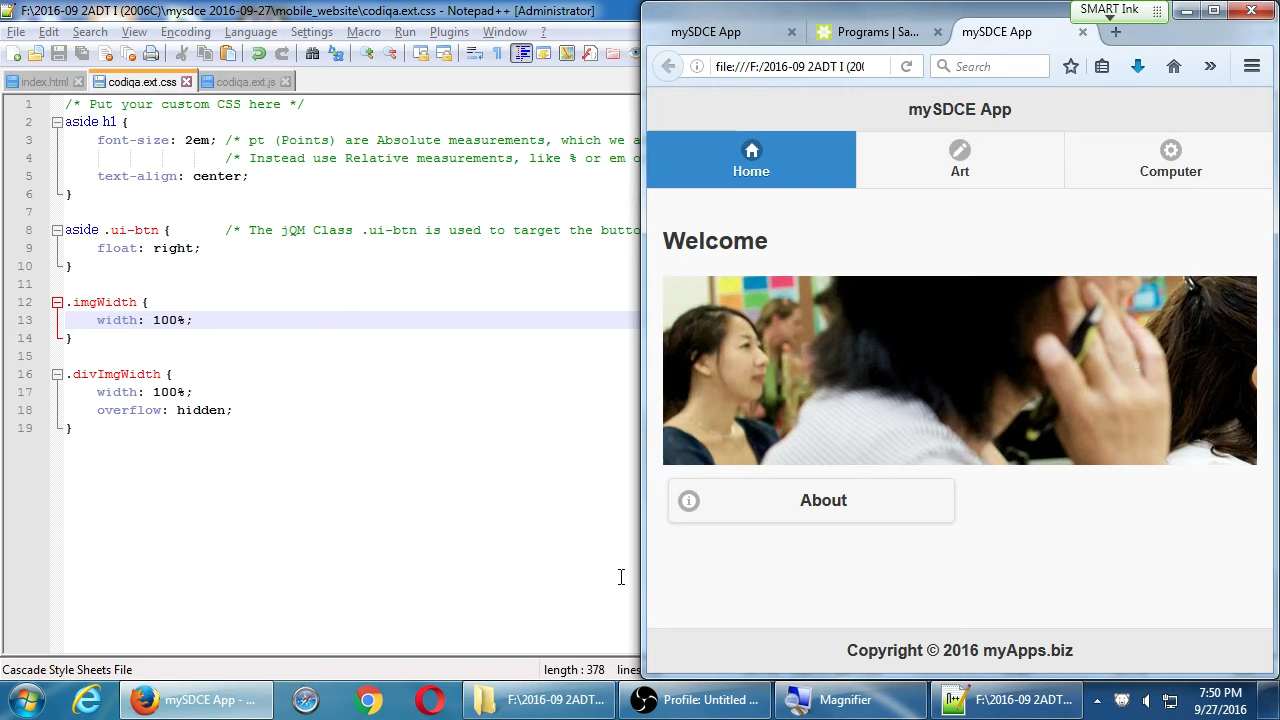 F:\2016-09 2ADT I (2006C)\mysdce 2016-09-27\mobile_website\codiqa.ext.css - Notepad++ [Administrator]
File Edit Search View Encoding Language Settings Macro Run Plugins Window ?
index.html codiqa.ext.css codiqa.ext.js
1 /* Put your custom CSS here */
2 aside h1 {
3 font-size: 2em; /* pt (Points) are Absolute measurements, which we a
4 /* Instead use Relative measurements, like % or em o
5 text-align: center;
6 }
7
8 aside .ui-btn { /* The jQM Class .ui-btn is used to target the butto
9 float: right;
10 }
11
12 .imgWidth {
13 width: 100%;
14 }
15
16 .divImgWidth {
17 width: 100%;
18 overflow: hidden;
19 }
Cascade Style Sheets File length : 378 lines
SMART Ink
mySDCE App Programs | Sa... mySDCE App
file:///F:/2016-09 2ADT I (200 Search
mySDCE App
Home Art Computer
Welcome
About
Copyright © 2016 myApps.biz
mySDCE App - ... F:\2016-09 2ADT... Profile: Untitled ... Magnifier F:\2016-09 2ADT... 7:50 PM
9/27/2016